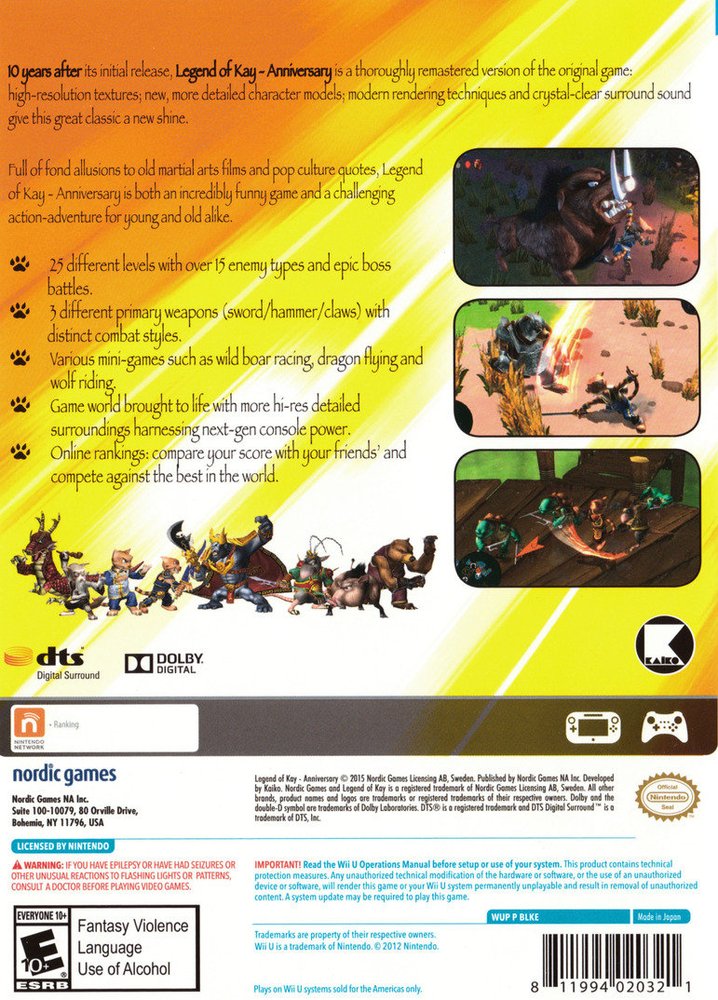 10 years after its initial release, Legend of Kay - Anniversary is a thoroughly remastered version of the original game:
high-resolution textures; new, more detailed character models; modern rendering techniques and crystal-clear surround sound
give this great classic a new shine.
Full of fond allusions to old martial arts films and pop culture quotes, Legend
of Kay - Anniversary is both an incredibly funny game and a challenging
action-adventure for young and old alike.
25 different levels with over 15 enemy types and epic boss
battles.
3 different primary weapons (sword/hammer/claws) with
distinct combat styles.
Various mini-games such as wild boar racing, dragon flying and
wolf riding.
Game world brought to life with more hi-res detailed
surroundings harnessing next-gen console power.
Online rankings: compare your score with your friends' and
compete against the best in the world.
dts
Digital Surround
DOLBY
DIGITAL
KAIKO
NINTENDO
NETWORK
• Ranking
nordic games
Nordic Games NA Inc.
Suite 100-10079, 80 Orville Drive,
Bohemia, NY 11796, USA
Legend of Kay - Anniversary © 2015 Nordic Games Licensing AB, Sweden. Published by Nordic Games NA Inc. Developed
by Kaiko. Nordic Games and Legend of Kay is a registered trademark of Nordic Games Licensing AB, Sweden. All other
brands, product names and logos are trademarks or registered trademarks of their respective owners. Dolby and the
double-D symbol are trademarks of Dolby Laboratories. DTS® is a registered trademark and DTS Digital Surround ™ is a
trademark of DTS, Inc.
Official
Nintendo
Seal
LICENSED BY NINTENDO
WARNING: IF YOU HAVE EPILEPSY OR HAVE HAD SEIZURES OR
OTHER UNUSUAL REACTIONS TO FLASHING LIGHTS OR PATTERNS,
CONSULT A DOCTOR BEFORE PLAYING VIDEO GAMES.
IMPORTANT! Read the Wii U Operations Manual before setup or use of your system. This product contains technical
protection measures. Any unauthorized technical modification of the hardware or software, or the use of an unauthorized
device or software, will render this game or your Wii U system permanently unplayable and result in removal of unauthorized
content. A system update may be required to play this game.
WUP P BLKE
Made in Japan
EVERYONE 10+
E
10+
ESRB
Fantasy Violence
Language
Use of Alcohol
Trademarks are property of their respective owners.
Wii U is a trademark of Nintendo. © 2012 Nintendo.
Plays on Wii U systems sold for the Americas only.
8 11994 02032 1